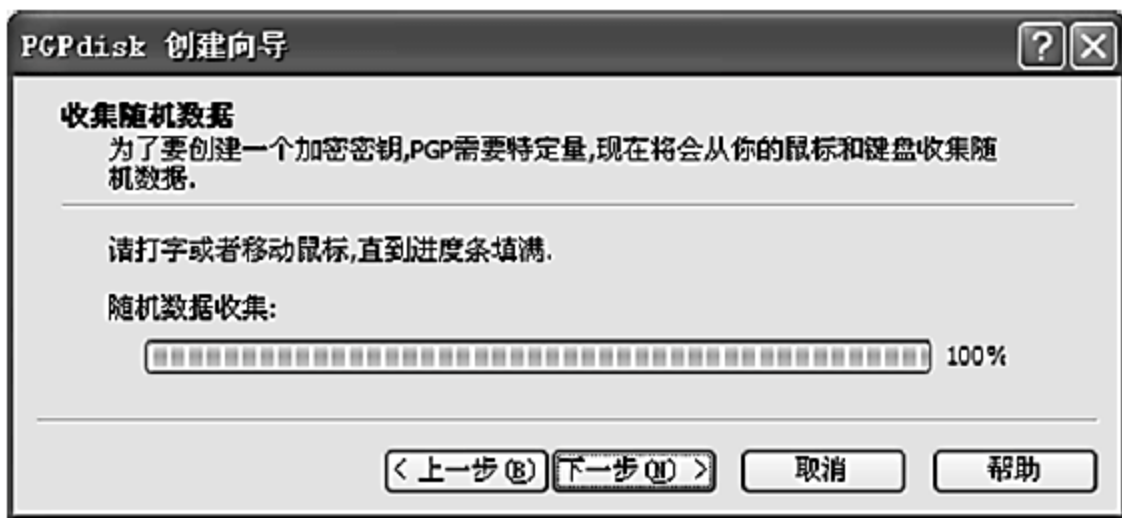 PGPdisk 创建向导
收集随机数据
为了要创建一个加密密钥,PGP需要特定量,现在将会从你的鼠标和键盘收集随
机数据.
请打字或者移动鼠标,直到进度条填满.
随机数据收集:
100%
< 上一步(B) 下一步(N) > 取消 帮助